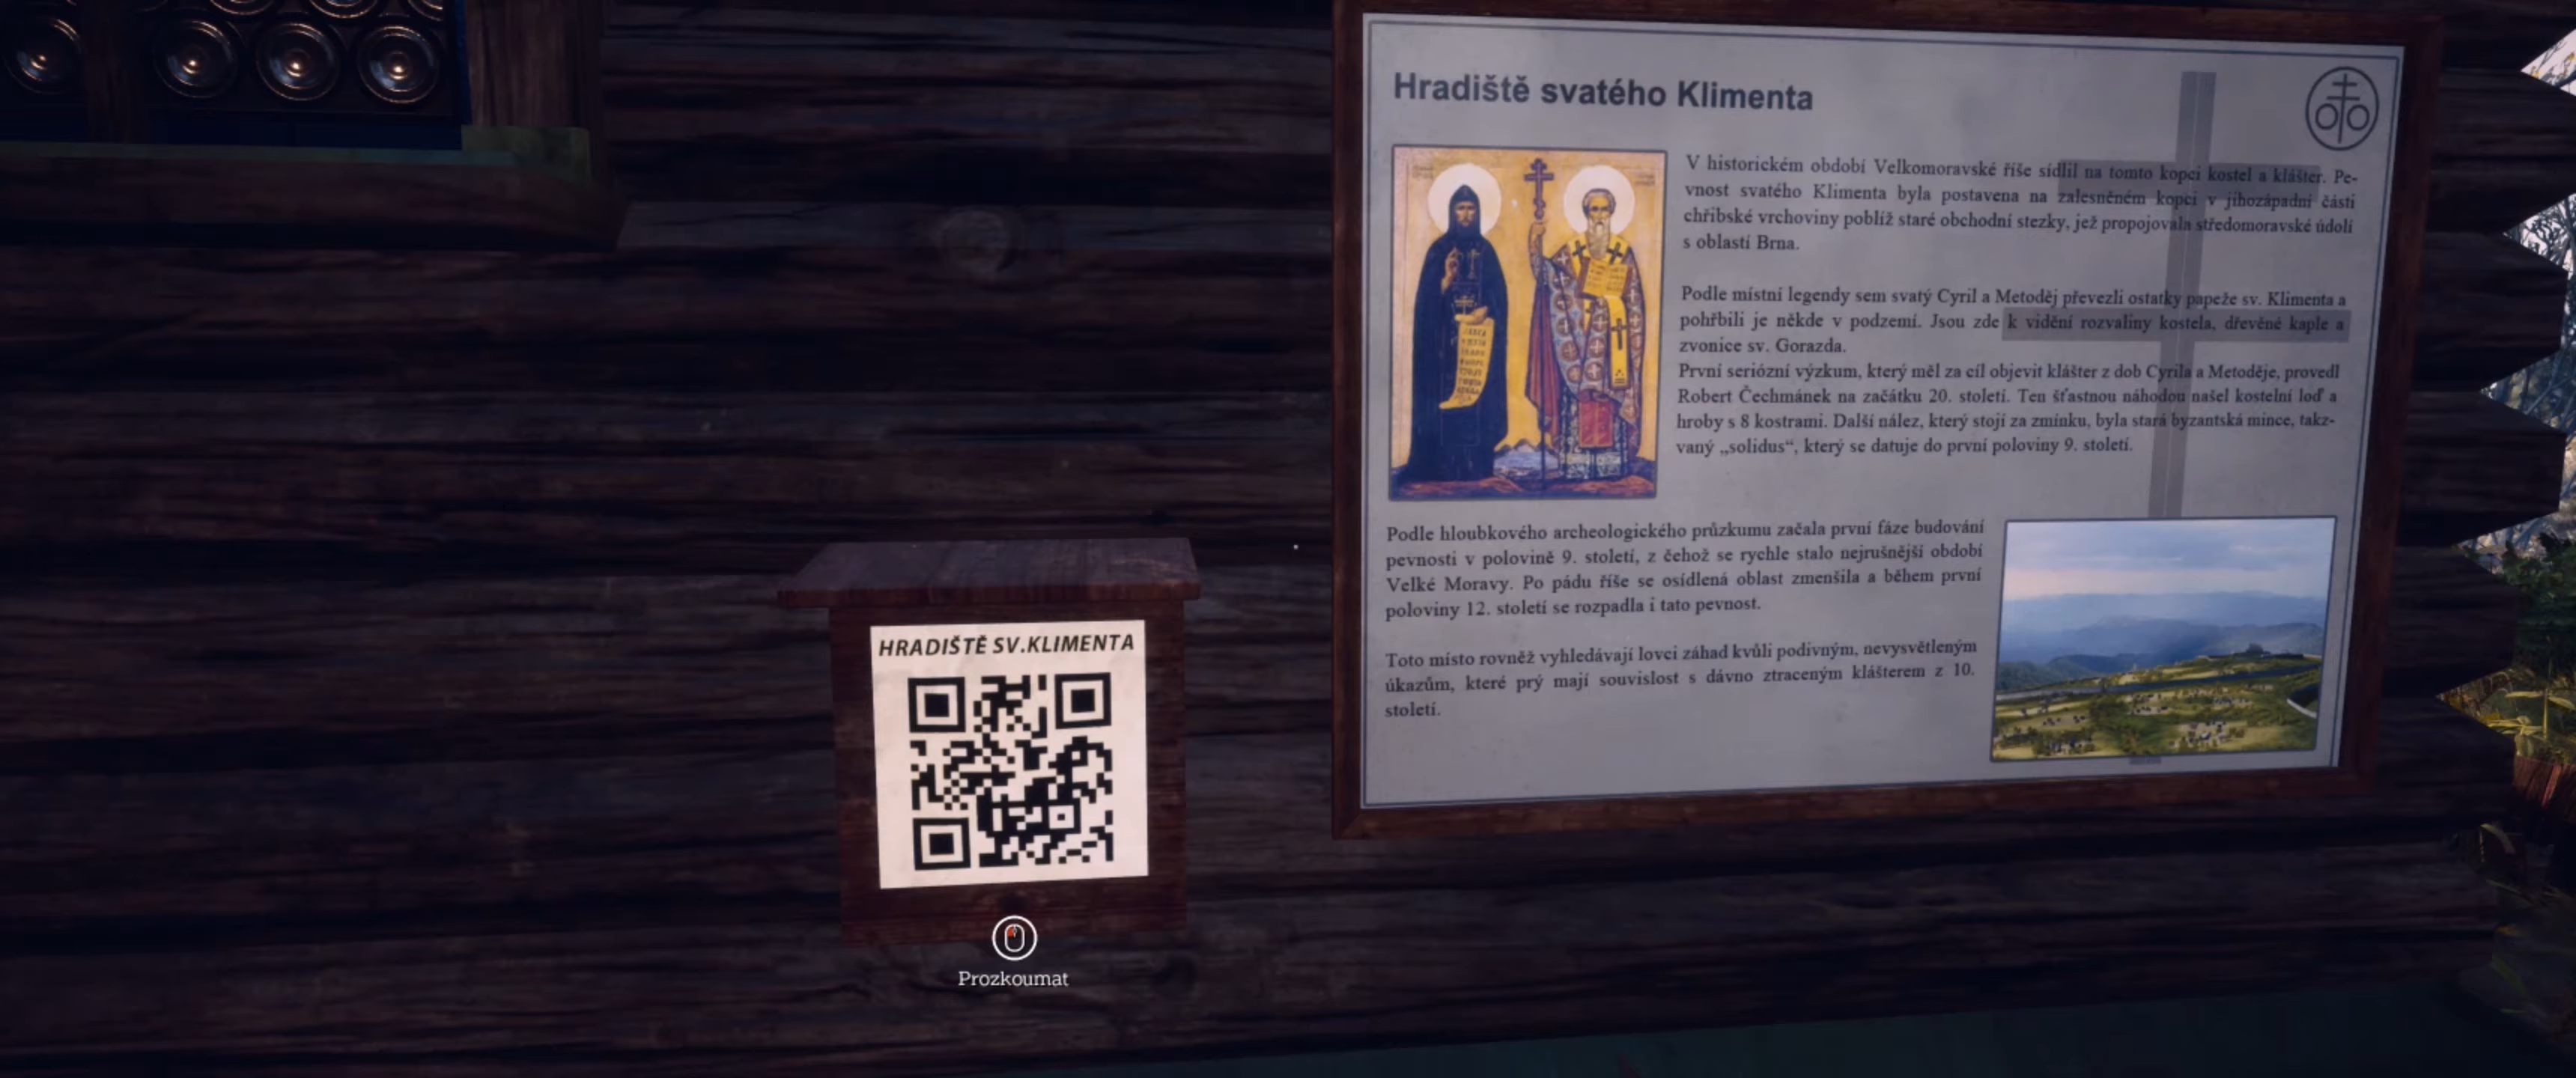 Hradiště svatého Klimenta
V historickém období Velkomoravské říše sídlil na tomto kopci kostel a klášter. Pe-
vnost svatého Klimenta byla postavena na zalesněném kopci v jihozápadní části
chřibské vrchoviny poblíž staré obchodní stezky, jež propojovala středomoravské údolí
s oblastí Brna.
Podle místní legendy sem svatý Cyril a Metoděj převezli ostatky papeže sv. Klimenta a
pohřbili je někde v podzemí. Jsou zde k vidění rozvaliny kostela, dřevěné kaple a
zvonice sv. Gorazda.
První seriózní výzkum, který měl za cíl objevit klášter z dob Cyrila a Metoděje, provedl
Robert Čechmánek na začátku 20. století. Ten šťastnou náhodou našel kostelní loď a
hroby s 8 kostrami. Další nález, který stojí za zmínku, byla stará byzantská mince, takz-
vaný „solidus“, který se datuje do první poloviny 9. století.
Podle hloubkového archeologického průzkumu začala první fáze budování
pevnosti v polovině 9. století, z čehož se rychle stalo nejrušnější období
Velké Moravy. Po pádu říše se osídlená oblast zmenšila a během první
poloviny 12. století se rozpadla i tato pevnost.
Toto místo rovněž vyhledávají lovci záhad kvůli podivným, nevysvětleným
úkazům, které prý mají souvislost s dávno ztraceným klášterem z 10.
století.
HRADIŠTĚ SV.KLIMENTA
Prozkoumat